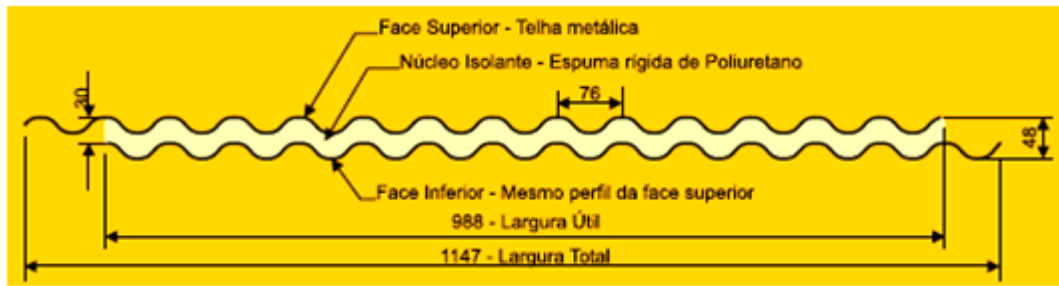 Face Superior - Telha metálica
Núcleo Isolante - Espuma rígida de Poliuretano
30
76
48
Face Inferior - Mesmo perfil da face superior
988 - Largura Útil
1147 - Largura Total